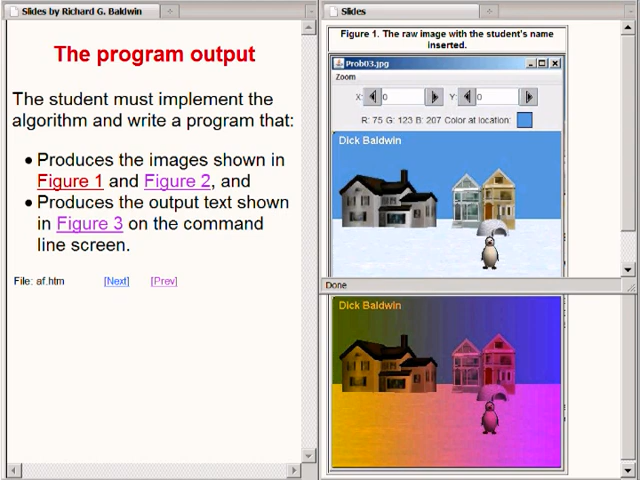 Slides by Richard G. Baldwin
The program output
The student must implement the
algorithm and write a program that:
Produces the images shown in
Figure 1 and Figure 2, and
Produces the output text shown
in Figure 3 on the command
line screen.
File: af.htm [Next] [Prev]
Slides
Figure 1. The raw image with the student's name
inserted.
Prob03.jpg
Zoom
X: 0 Y: 0
R: 75 G: 123 B: 207 Color at location:
Dick Baldwin
Done
Dick Baldwin